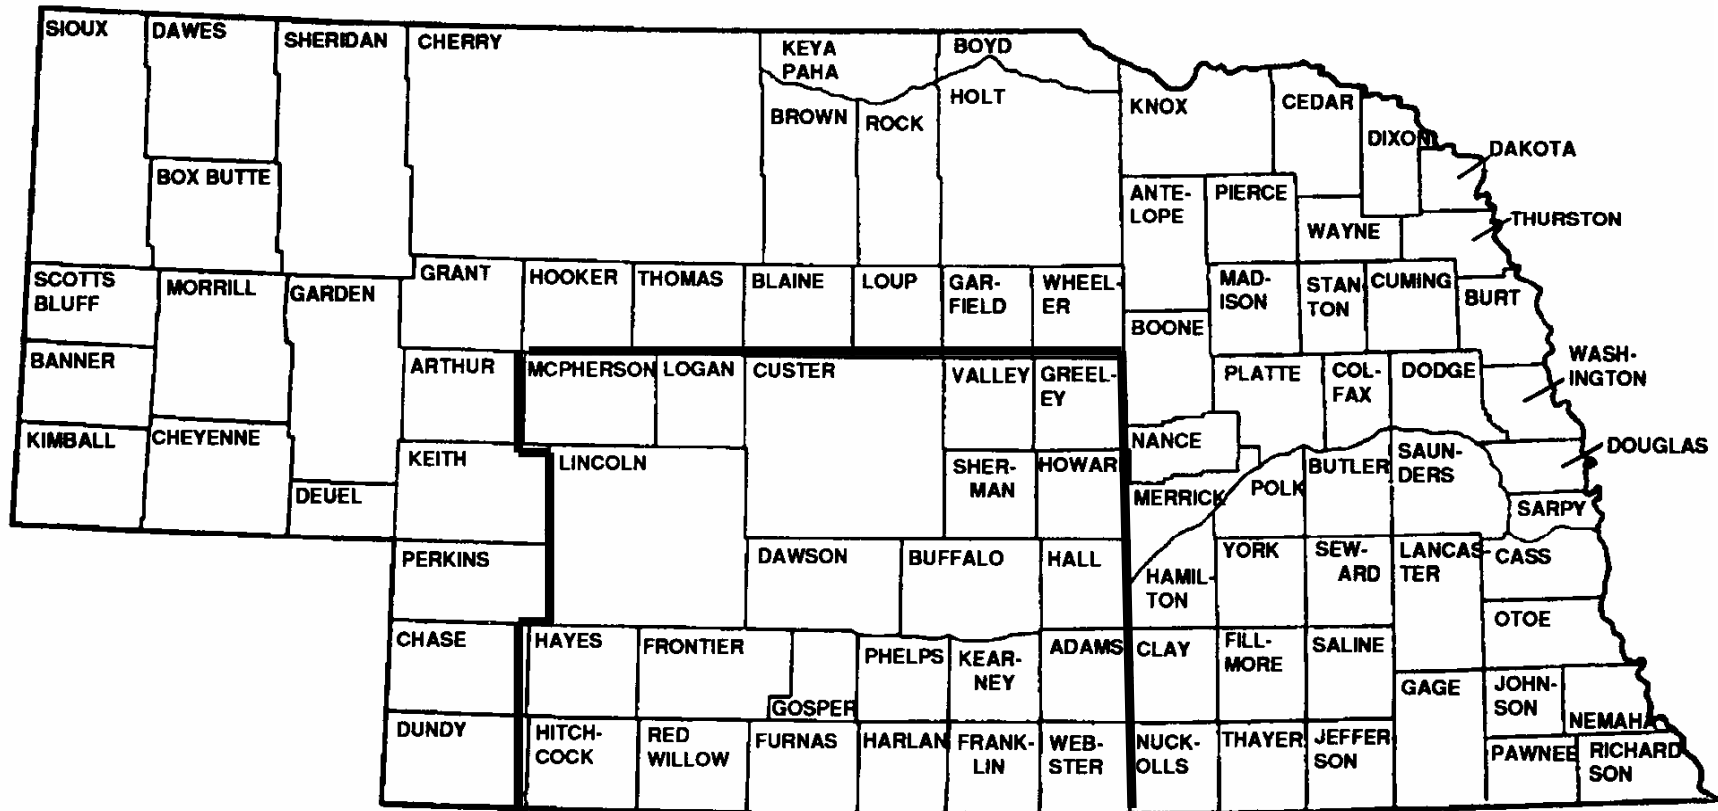 SIOUX
DAWES
SHERIDAN
CHERRY
KEYA
PAHA
BOYD
HOLT
BROWN
ROCK
KNOX
CEDAR
DIXON
DAKOTA
BOX BUTTE
ANTE-
LOPE
PIERCE
WAYNE
THURSTON
SCOTTS
BLUFF
MORRILL
GARDEN
GRANT
HOOKER
THOMAS
BLAINE
LOUP
GAR-
FIELD
WHEEL-
ER
MAD-
ISON
STAN
TON
CUMING
BURT
BOONE
BANNER
ARTHUR
MCPHERSON
LOGAN
CUSTER
VALLEY
GREEL-
EY
PLATTE
COL-
FAX
DODGE
WASH-
INGTON
KIMBALL
CHEYENNE
KEITH
LINCOLN
SHER-
MAN
HOWAR
NANCE
MERRICK
POLK
BUTLER
SAUN-
DERS
DOUGLAS
SARPY
DEUEL
PERKINS
DAWSON
BUFFALO
HALL
HAMIL-
TON
YORK
SEW-
ARD
LANCAS-
TER
CASS
OTOE
CHASE
HAYES
FRONTIER
GOSPER
PHELPS
KEAR-
NEY
ADAMS
CLAY
FILL-
MORE
SALINE
GAGE
JOHN-
SON
NEMAHA
DUNDY
HITCH-
COCK
RED
WILLOW
FURNAS
HARLAN
FRANK-
LIN
WEB-
STER
NUCK-
OLLS
THAYER
JEFFER
SON
PAWNEE
RICHARD
SON